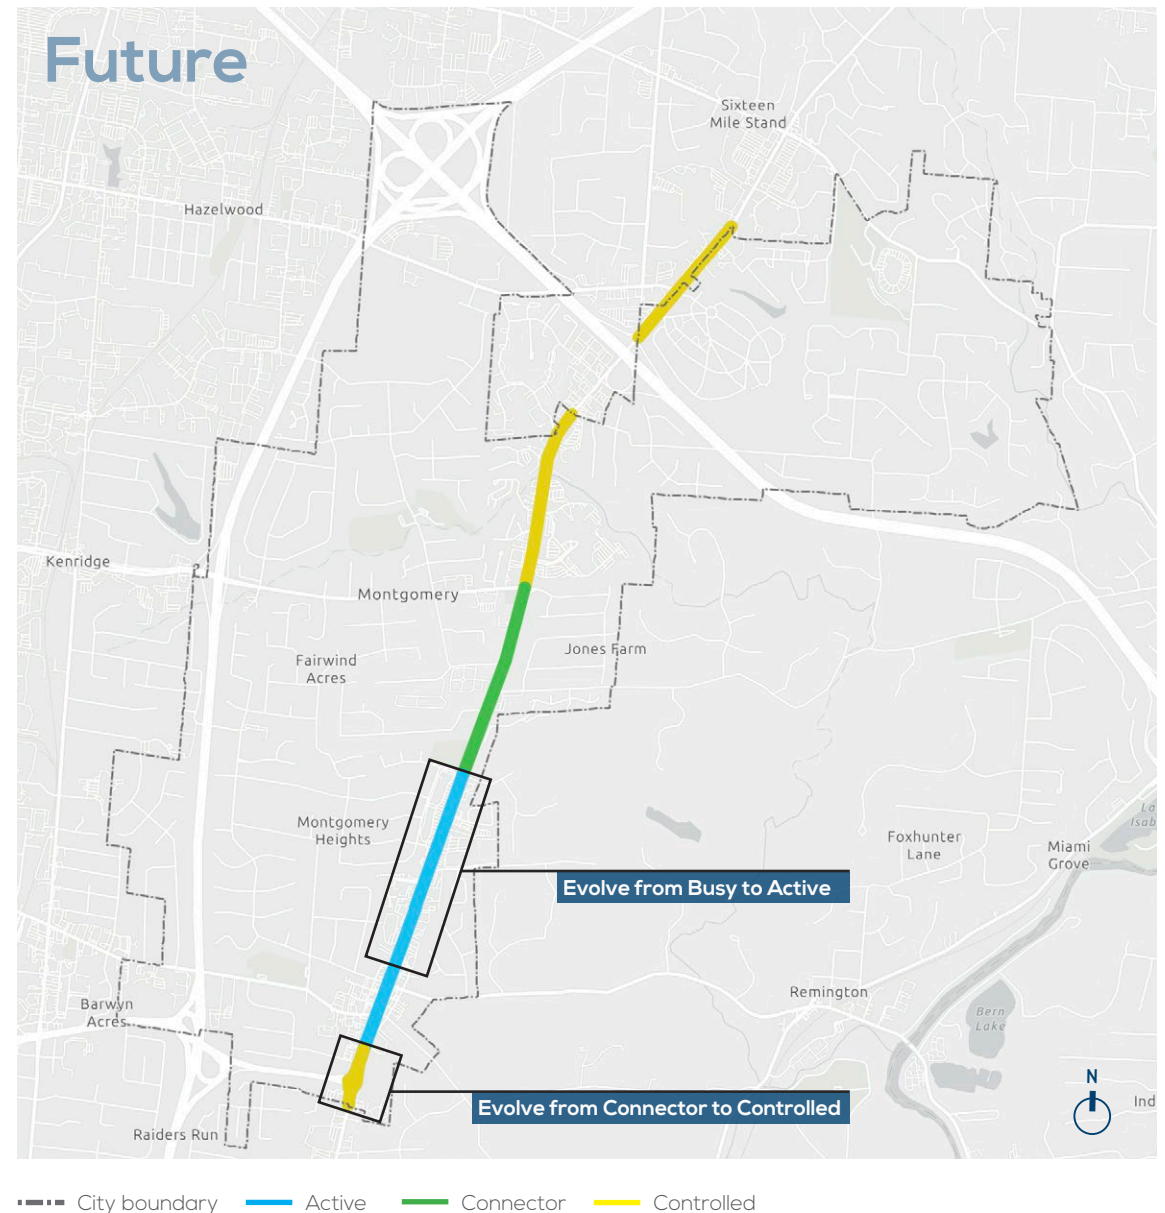 Future
Sixteen
Mile Stand
Hazelwood
Kenridge
Montgomery
Jones Farm
Fairwind
Acres
Montgomery
Heights
Foxhunter
Lane
La
Isab
Miami
Grove
Evolve from Busy to Active
Barwyn
Acres
Remington
Bern
Lake
N
Ind
Evolve from Connector to Controlled
Raiders Run
City boundary Active Connector Controlled